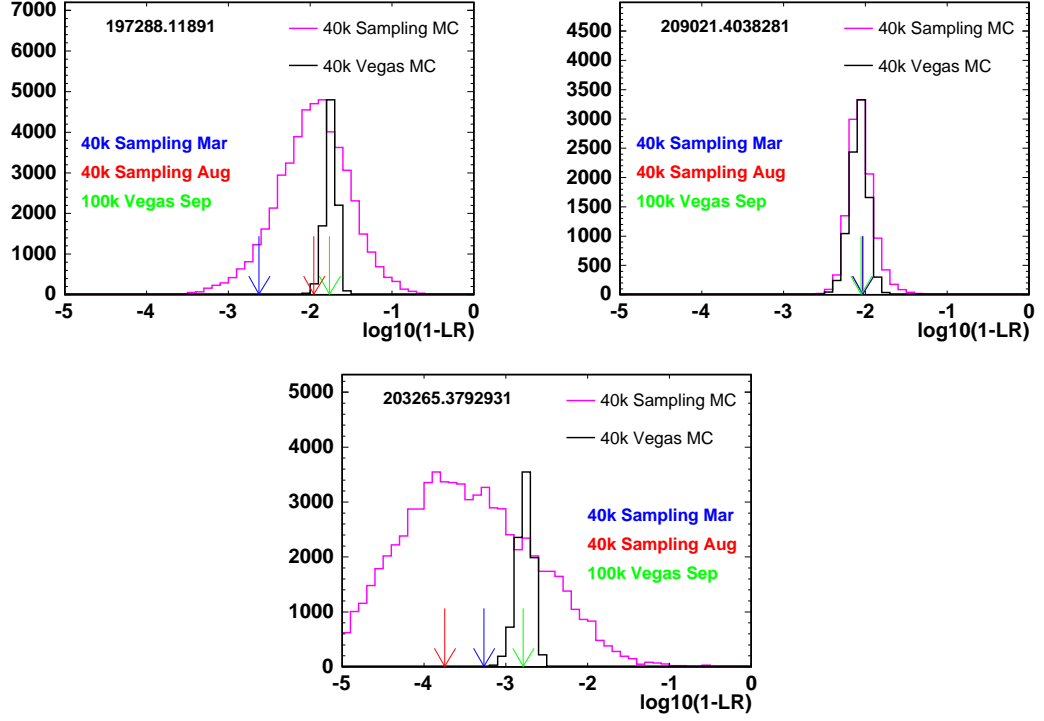 197288.11891
40k Sampling MC
40k Vegas MC
40k Sampling Mar
40k Sampling Aug
100k Vegas Sep
7000
6000
5000
4000
3000
2000
1000
0
-5 -4 -3 -2 -1 0
log10(1-LR)
209021.4038281
40k Sampling MC
40k Vegas MC
40k Sampling Mar
40k Sampling Aug
100k Vegas Sep
4500
4000
3500
3000
2500
2000
1500
1000
500
0
-5 -4 -3 -2 -1 0
log10(1-LR)
203265.3792931
40k Sampling MC
40k Vegas MC
40k Sampling Mar
40k Sampling Aug
100k Vegas Sep
5000
4000
3000
2000
1000
0
-5 -4 -3 -2 -1 0
log10(1-LR)